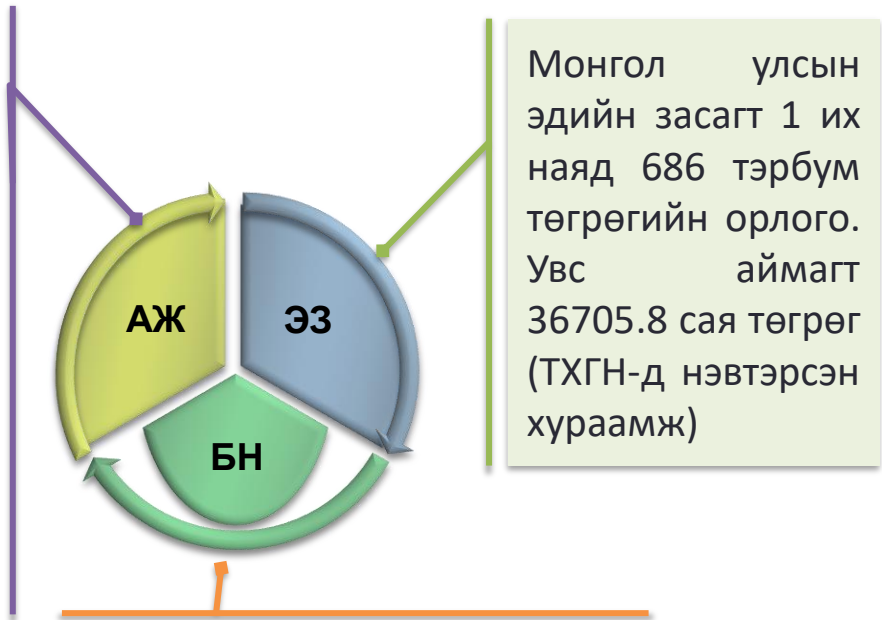 Монгол улсын
эдийн засагт 1 их
наяд 686 тэрбум
төгрөгийн орлого.
Увс аймагт
36705.8 сая төгрөг
(ТХГН-д нэвтэрсэн
хураамж)
АЖ
ЭЗ
БН